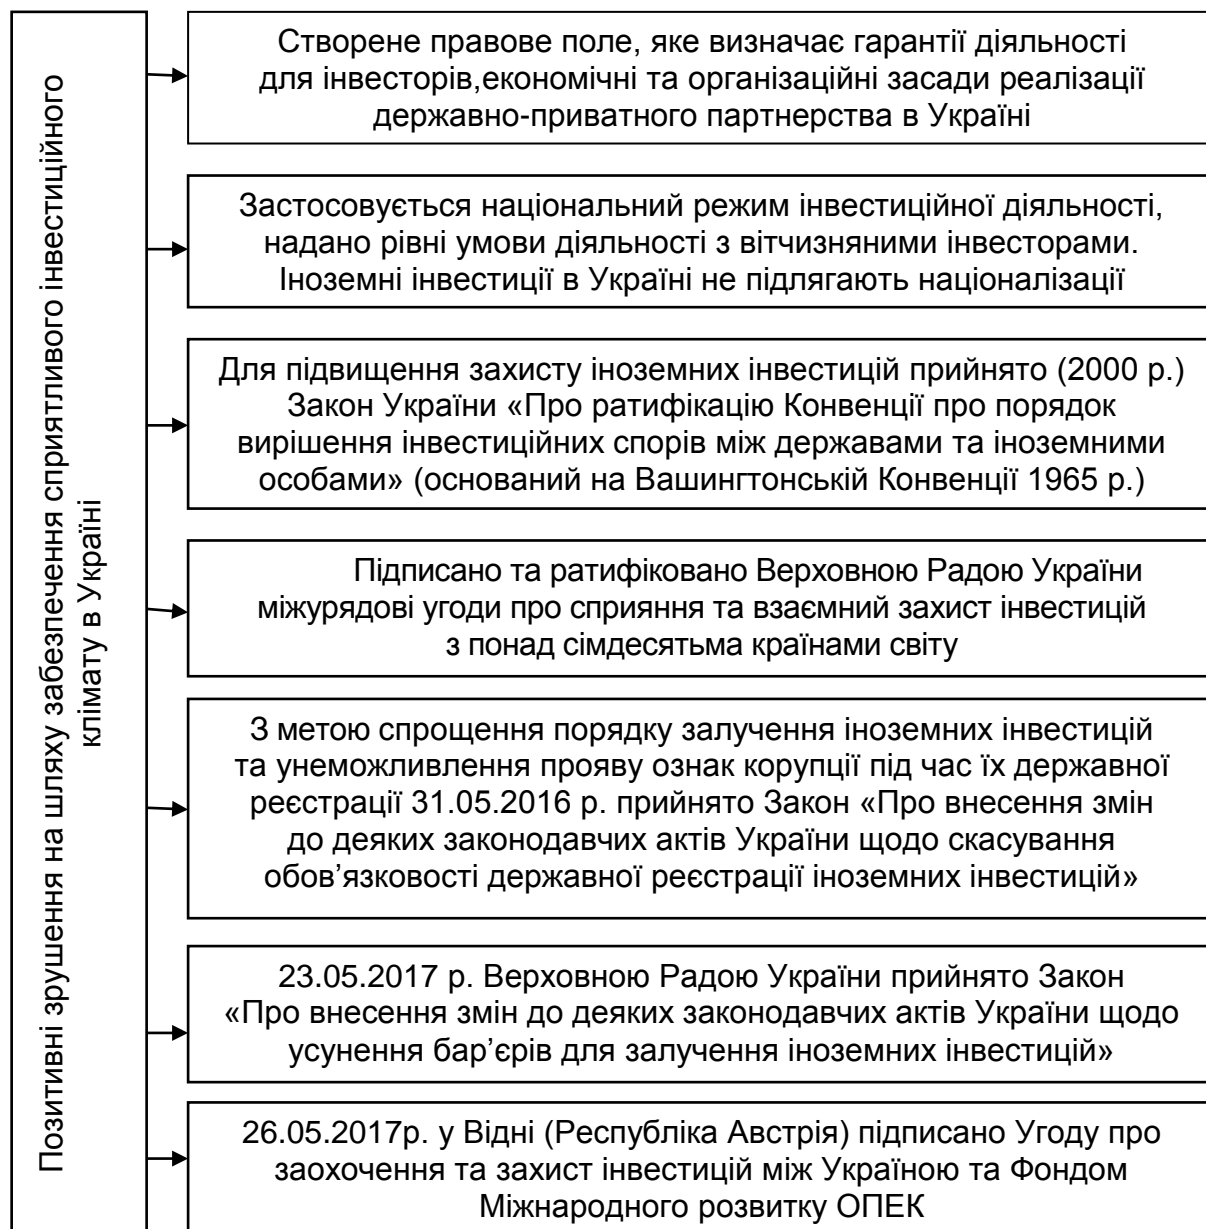 Позитивні зрушення на шляху забезпечення сприятливого інвестиційного
клімату в Україні
Створене правове поле, яке визначає гарантії діяльності
для інвесторів,економічні та організаційні засади реалізації
державно-приватного партнерства в Україні
Застосовується національний режим інвестиційної діяльності,
надано рівні умови діяльності з вітчизняними інвесторами.
Іноземні інвестиції в Україні не підлягають націоналізації
Для підвищення захисту іноземних інвестицій прийнято (2000 р.)
Закон України «Про ратифікацію Конвенції про порядок
вирішення інвестиційних спорів між державами та іноземними
особами» (оснований на Вашингтонській Конвенції 1965 р.)
Підписано та ратифіковано Верховною Радою України
міжурядові угоди про сприяння та взаємний захист інвестицій
з понад сімдесятьма країнами світу
З метою спрощення порядку залучення іноземних інвестицій
та унеможливлення прояву ознак корупції під час їх державної
реєстрації 31.05.2016 р. прийнято Закон «Про внесення змін
до деяких законодавчих актів України щодо скасування
обов’язковості державної реєстрації іноземних інвестицій»
23.05.2017 р. Верховною Радою України прийнято Закон
«Про внесення змін до деяких законодавчих актів України щодо
усунення бар’єрів для залучення іноземних інвестицій»
26.05.2017р. у Відні (Республіка Австрія) підписано Угоду про
заохочення та захист інвестицій між Україною та Фондом
Міжнародного розвитку ОПЕК